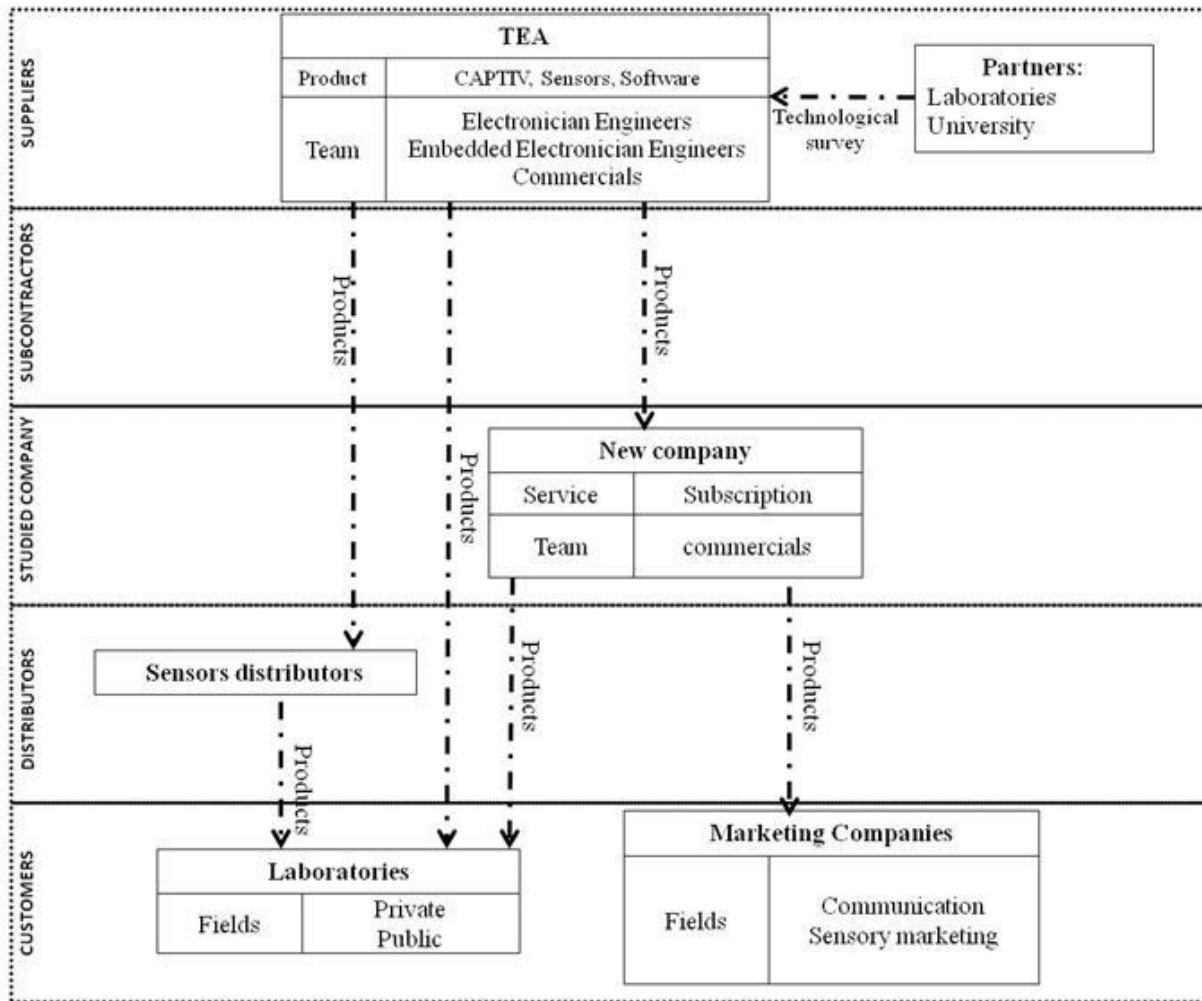 SUPPLIERS
TEA
Product
CAPTIV, Sensors, Software
Team
Electronician Engineers
Embedded Electronician Engineers
Commercials
Partners:
Laboratories
University
Technological
survey
SUBCONTRACTORS
Products
Products
STUDIED COMPANY
Products
New company
Service
Subscription
Team
commercials
DISTRIBUTORS
Sensors distributors
Products
Products
Products
CUSTOMERS
Laboratories
Fields
Private
Public
Marketing Companies
Fields
Communication
Sensory marketing